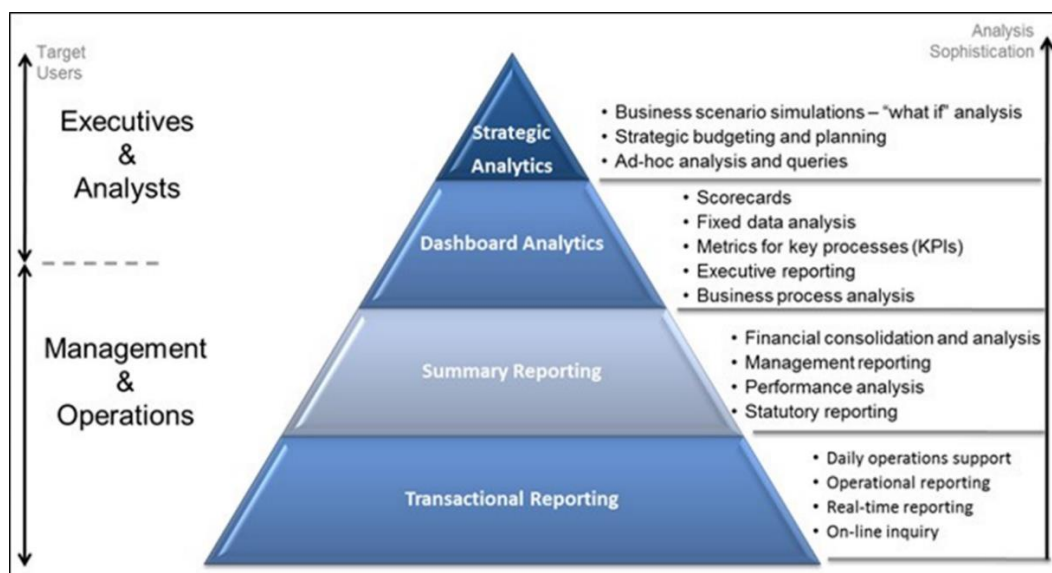 Target
Users
Executives
&
Analysts
Management
&
Operations
Strategic
Analytics
Dashboard Analytics
Summary Reporting
Transactional Reporting
Analysis
Sophistication
• Business scenario simulations – “what if” analysis
• Strategic budgeting and planning
• Ad-hoc analysis and queries
• Scorecards
• Fixed data analysis
• Metrics for key processes (KPIs)
• Executive reporting
• Business process analysis
• Financial consolidation and analysis
• Management reporting
• Performance analysis
• Statutory reporting
• Daily operations support
• Operational reporting
• Real-time reporting
• On-line inquiry